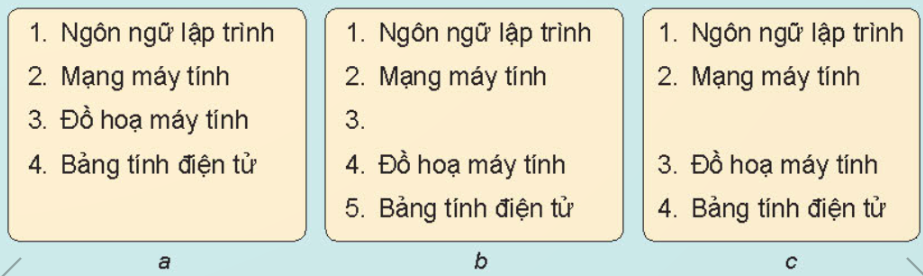 1. Ngôn ngữ lập trình
2. Mạng máy tính
3. Đồ hoạ máy tính
4. Bảng tính điện tử
a
1. Ngôn ngữ lập trình
2. Mạng máy tính
3.
4. Đồ hoạ máy tính
5. Bảng tính điện tử
b
1. Ngôn ngữ lập trình
2. Mạng máy tính
3. Đồ hoạ máy tính
4. Bảng tính điện tử
c